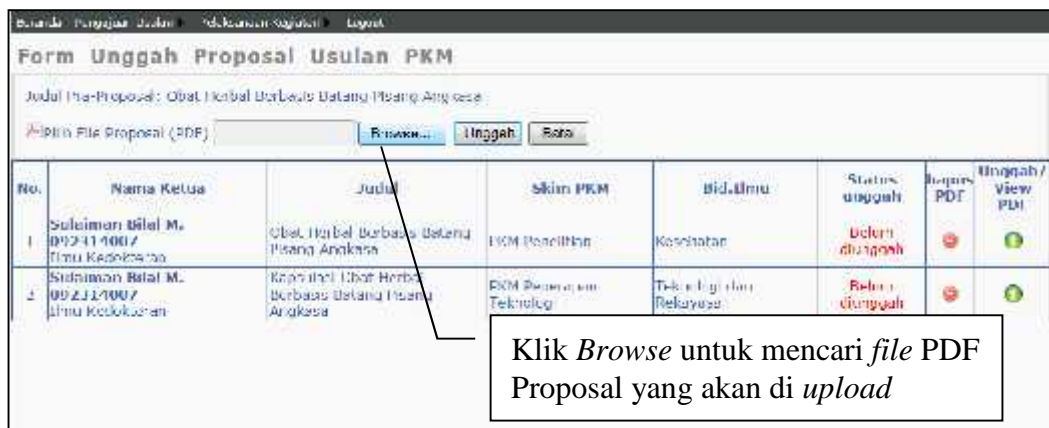 Beranda Pengajuan Usulan Pelaksanaan Kegiatan Logout
Form Unggah Proposal Usulan PKM
Judul Pra-Proposal: Obat Herbal Berbasis Batang Pisang Angkasa
Pilih File Proposal (PDF) Browse... Unggah Batal
No. Nama Ketua Judul Skim PKM Bid.Ilmu Status unggah PDF Unggah/ View PDF
1 Sulaiman Bilal M. 092314007 Ilmu Kedokteran Obat Herbal Berbasis Batang Pisang Angkasa PKM Penelitian Kesehatan Belum diunggah
2 Sulaiman Bilal M. 092314007 Ilmu Kedokteran Obat Herbal Berbasis Batang Pisang Angkasa PKM Penerapan Teknologi Teknologi dan Rekayasa Belum diunggah
Klik Browse untuk mencari file PDF
Proposal yang akan di upload